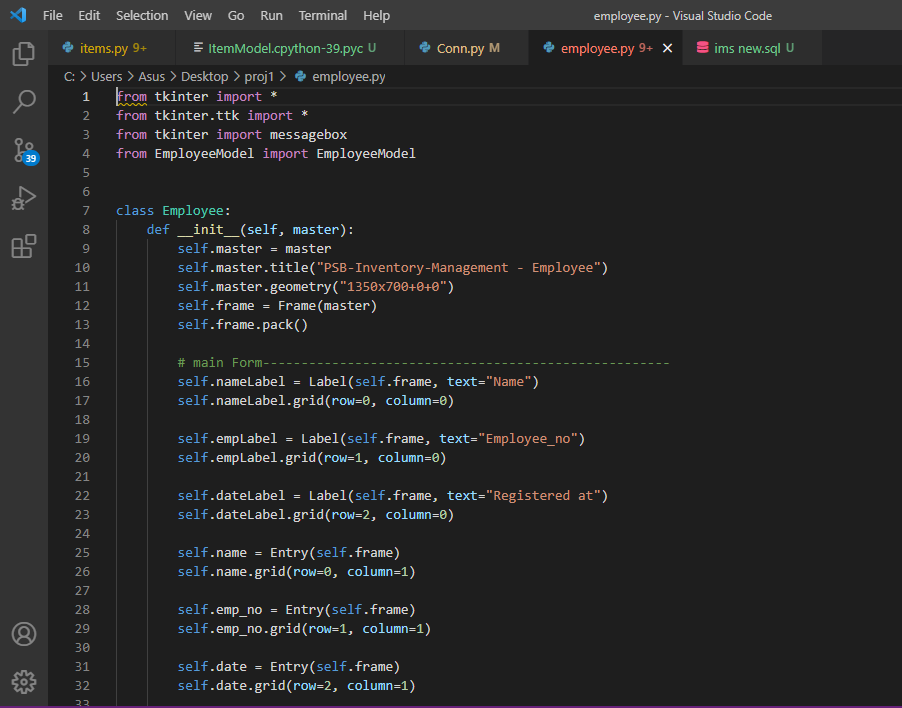 File Edit Selection View Go Run Terminal Help employee.py - Visual Studio Code
items.py 9+ ItemModel.cpython-39.pyc U Conn.py M employee.py 9+ ims new.sql U
C: > Users > Asus > Desktop > proj1 > employee.py
1 from tkinter import *
2 from tkinter.ttk import *
3 from tkinter import messagebox
4 from EmployeeModel import EmployeeModel
5
6
7 class Employee:
8 def __init__(self, master):
9 self.master = master
10 self.master.title("PSB-Inventory-Management - Employee")
11 self.master.geometry("1350x700+0+0")
12 self.frame = Frame(master)
13 self.frame.pack()
14
15 # main Form-----------------------------------------------------
16 self.nameLabel = Label(self.frame, text="Name")
17 self.nameLabel.grid(row=0, column=0)
18
19 self.empLabel = Label(self.frame, text="Employee_no")
20 self.empLabel.grid(row=1, column=0)
21
22 self.dateLabel = Label(self.frame, text="Registered at")
23 self.dateLabel.grid(row=2, column=0)
24
25 self.name = Entry(self.frame)
26 self.name.grid(row=0, column=1)
27
28 self.emp_no = Entry(self.frame)
29 self.emp_no.grid(row=1, column=1)
30
31 self.date = Entry(self.frame)
32 self.date.grid(row=2, column=1)
33
39